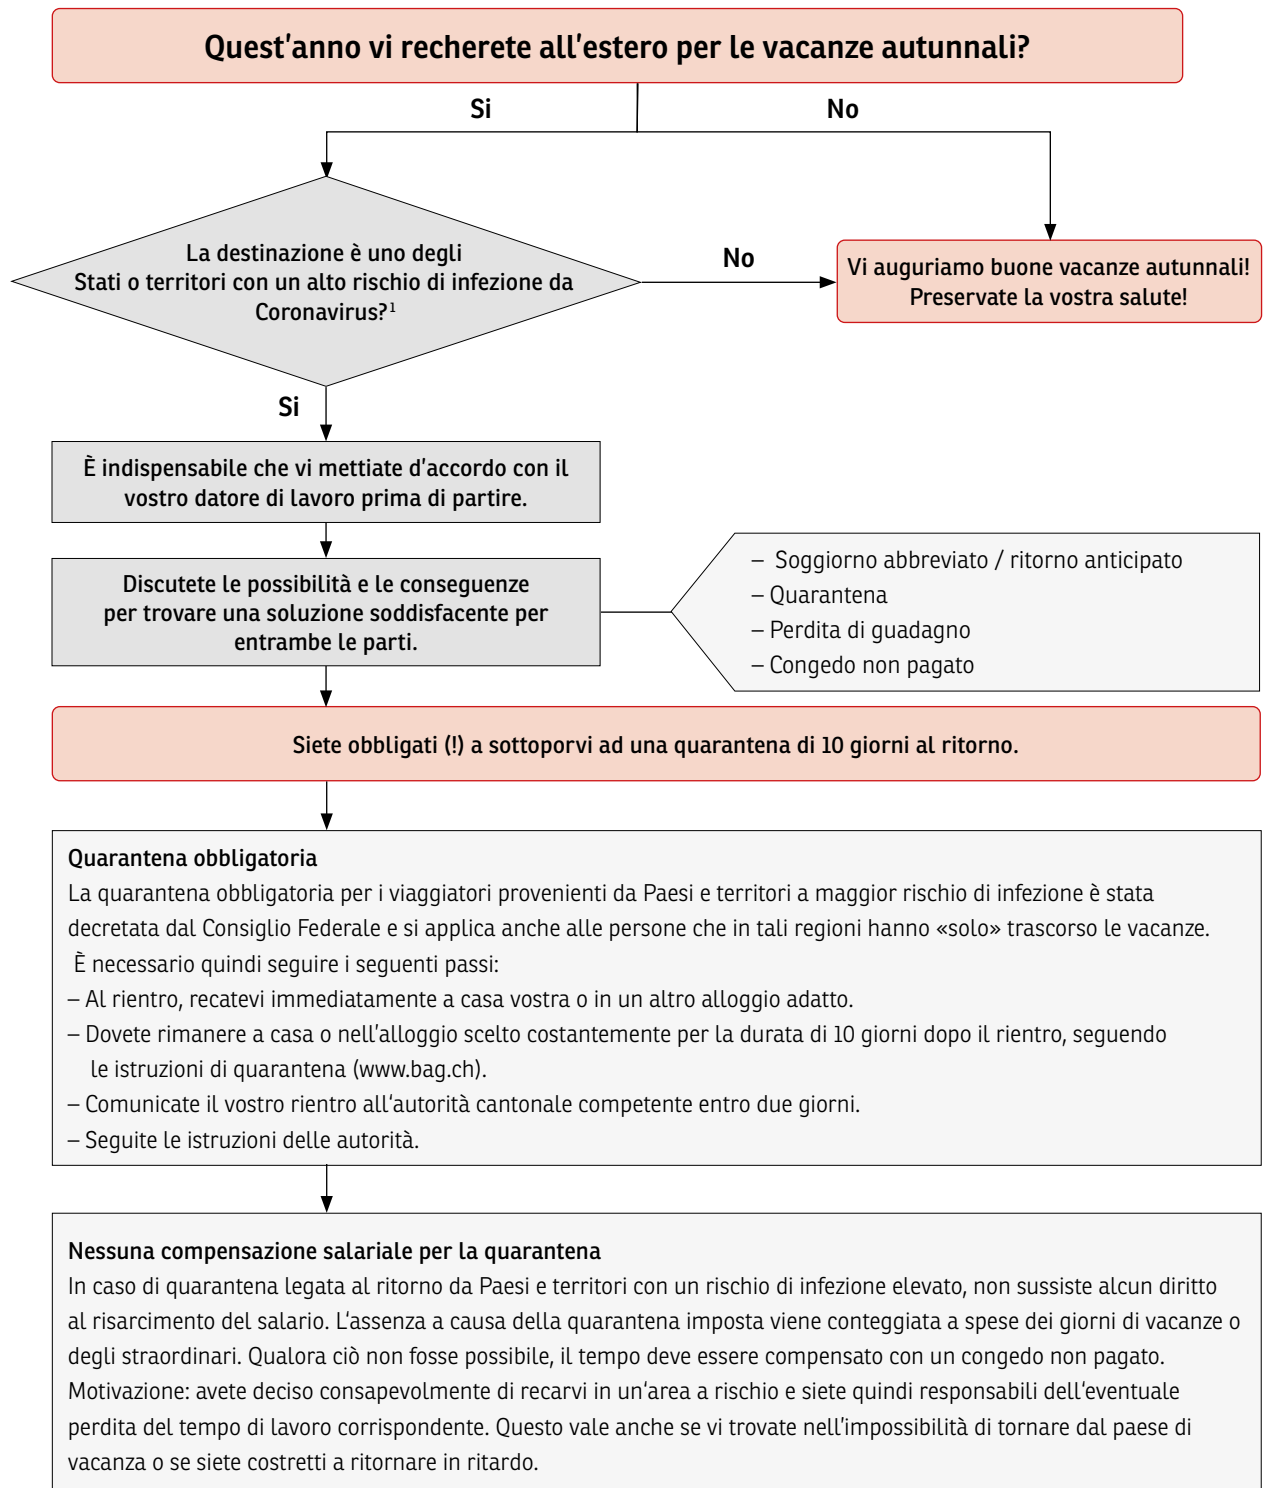 Quest'anno vi recherete all'estero per le vacanze autunnali?
Si
No
La destinazione è uno degli
Stati o territori con un alto rischio di infezione da
Coronavirus?¹
No
Vi auguriamo buone vacanze autunnali!
Preservate la vostra salute!
Si
È indispensabile che vi mettiate d'accordo con il
vostro datore di lavoro prima di partire.
Discutete le possibilità e le conseguenze
per trovare una soluzione soddisfacente per
entrambe le parti.
– Soggiorno abbreviato / ritorno anticipato
– Quarantena
– Perdita di guadagno
– Congedo non pagato
Siete obbligati (!) a sottoporvi ad una quarantena di 10 giorni al ritorno.
Quarantena obbligatoria
La quarantena obbligatoria per i viaggiatori provenienti da Paesi e territori a maggior rischio di infezione è stata
decretata dal Consiglio Federale e si applica anche alle persone che in tali regioni hanno «solo» trascorso le vacanze.
È necessario quindi seguire i seguenti passi:
– Al rientro, recatevi immediatamente a casa vostra o in un altro alloggio adatto.
– Dovete rimanere a casa o nell'alloggio scelto costantemente per la durata di 10 giorni dopo il rientro, seguendo
le istruzioni di quarantena (www.bag.ch).
– Comunicate il vostro rientro all'autorità cantonale competente entro due giorni.
– Seguite le istruzioni delle autorità.
Nessuna compensazione salariale per la quarantena
In caso di quarantena legata al ritorno da Paesi e territori con un rischio di infezione elevato, non sussiste alcun diritto
al risarcimento del salario. L'assenza a causa della quarantena imposta viene conteggiata a spese dei giorni di vacanze o
degli straordinari. Qualora ciò non fosse possibile, il tempo deve essere compensato con un congedo non pagato.
Motivazione: avete deciso consapevolmente di recarvi in un'area a rischio e siete quindi responsabili dell'eventuale
perdita del tempo di lavoro corrispondente. Questo vale anche se vi trovate nell'impossibilità di tornare dal paese di
vacanza o se siete costretti a ritornare in ritardo.